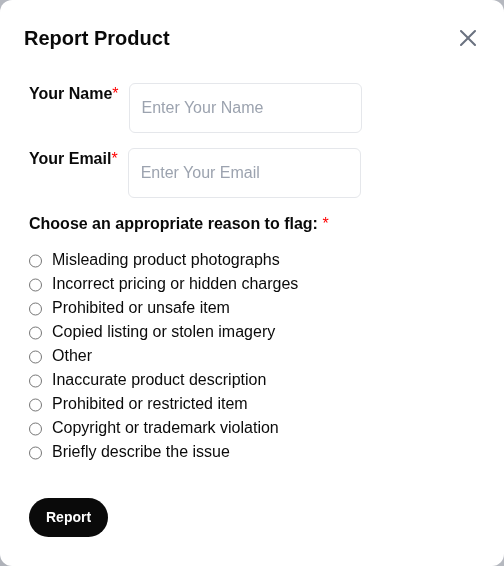 Report Product
Your Name*
Enter Your Name
Your Email*
Enter Your Email
Choose an appropriate reason to flag: *
Misleading product photographs
Incorrect pricing or hidden charges
Prohibited or unsafe item
Copied listing or stolen imagery
Other
Inaccurate product description
Prohibited or restricted item
Copyright or trademark violation
Briefly describe the issue
Report